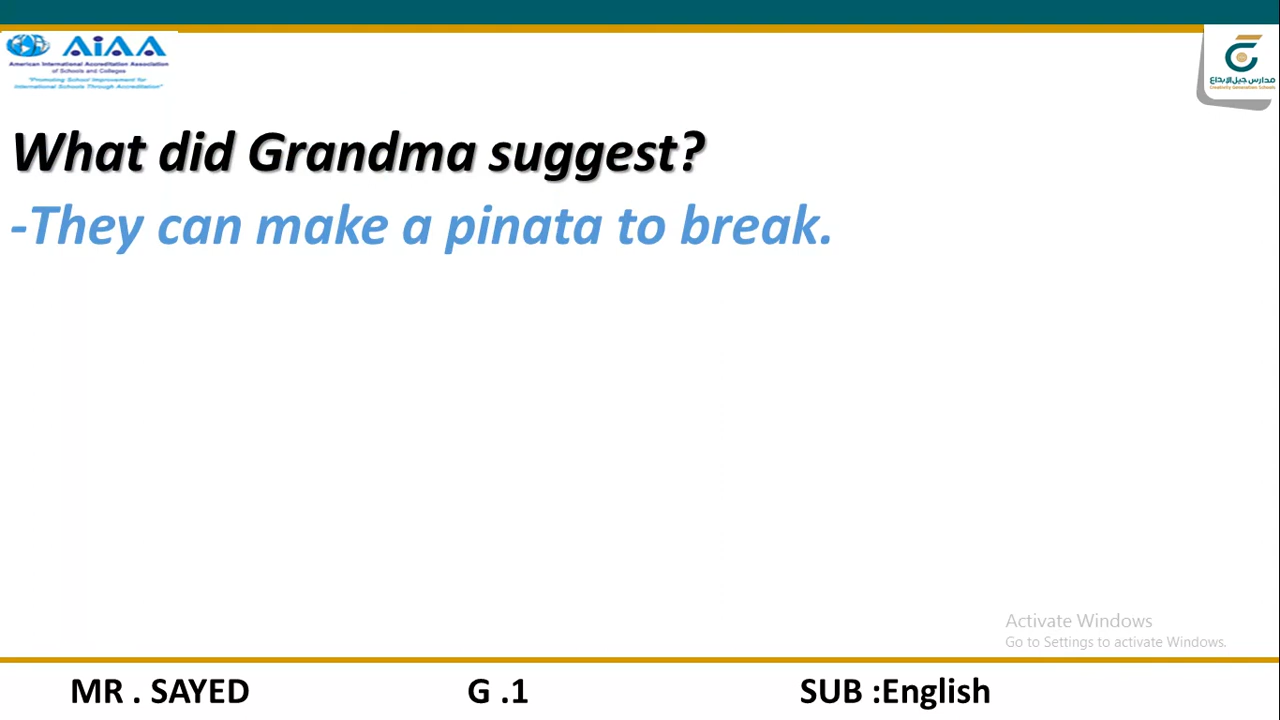 AiAA
American International Accreditation Association
of Schools and Colleges
"Promoting School Improvement for
International Schools Through Accreditation"
مدارس جيل الإبداع
Creativity Generation Schools
What did Grandma suggest?
-They can make a pinata to break.
Activate Windows
Go to Settings to activate Windows.
MR . SAYED G .1 SUB :English